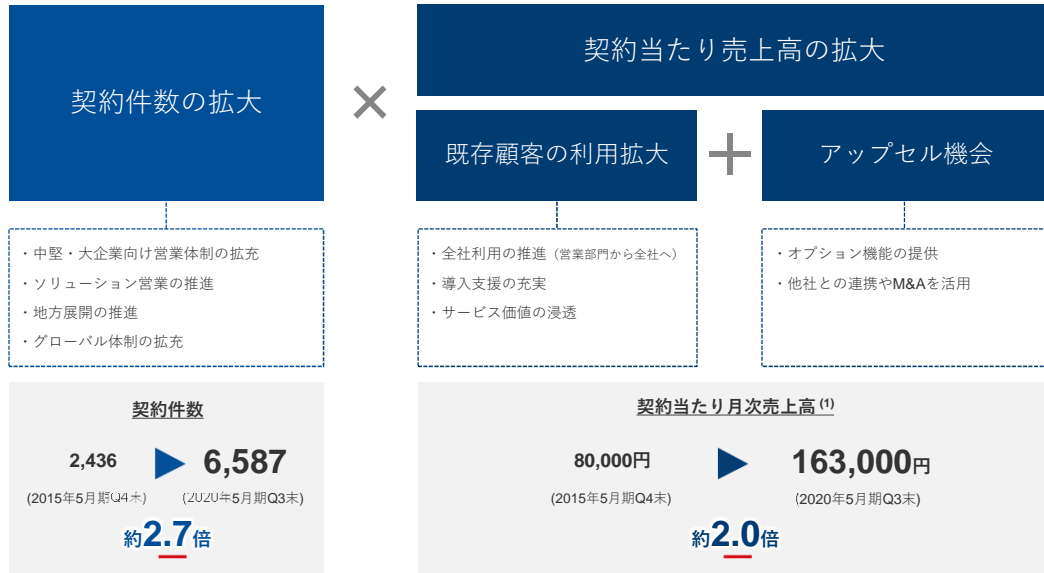 契約件数の拡大
×
契約当たり売上高の拡大
既存顧客の利用拡大
+
アップセル機会
・中堅・大企業向け営業体制の拡充
・ソリューション営業の推進
・地方展開の推進
・グローバル体制の拡充
・全社利用の推進（営業部門から全社へ）
・導入支援の充実
・サービス価値の浸透
・オプション機能の提供
・他社との連携やM&Aを活用
契約件数
2,436 6,587
(2015年5月期Q4末) (2020年5月期Q3末)
約2.7倍
契約当たり月次売上高(1)
80,000円 163,000円
(2015年5月期Q4末) (2020年5月期Q3末)
約2.0倍